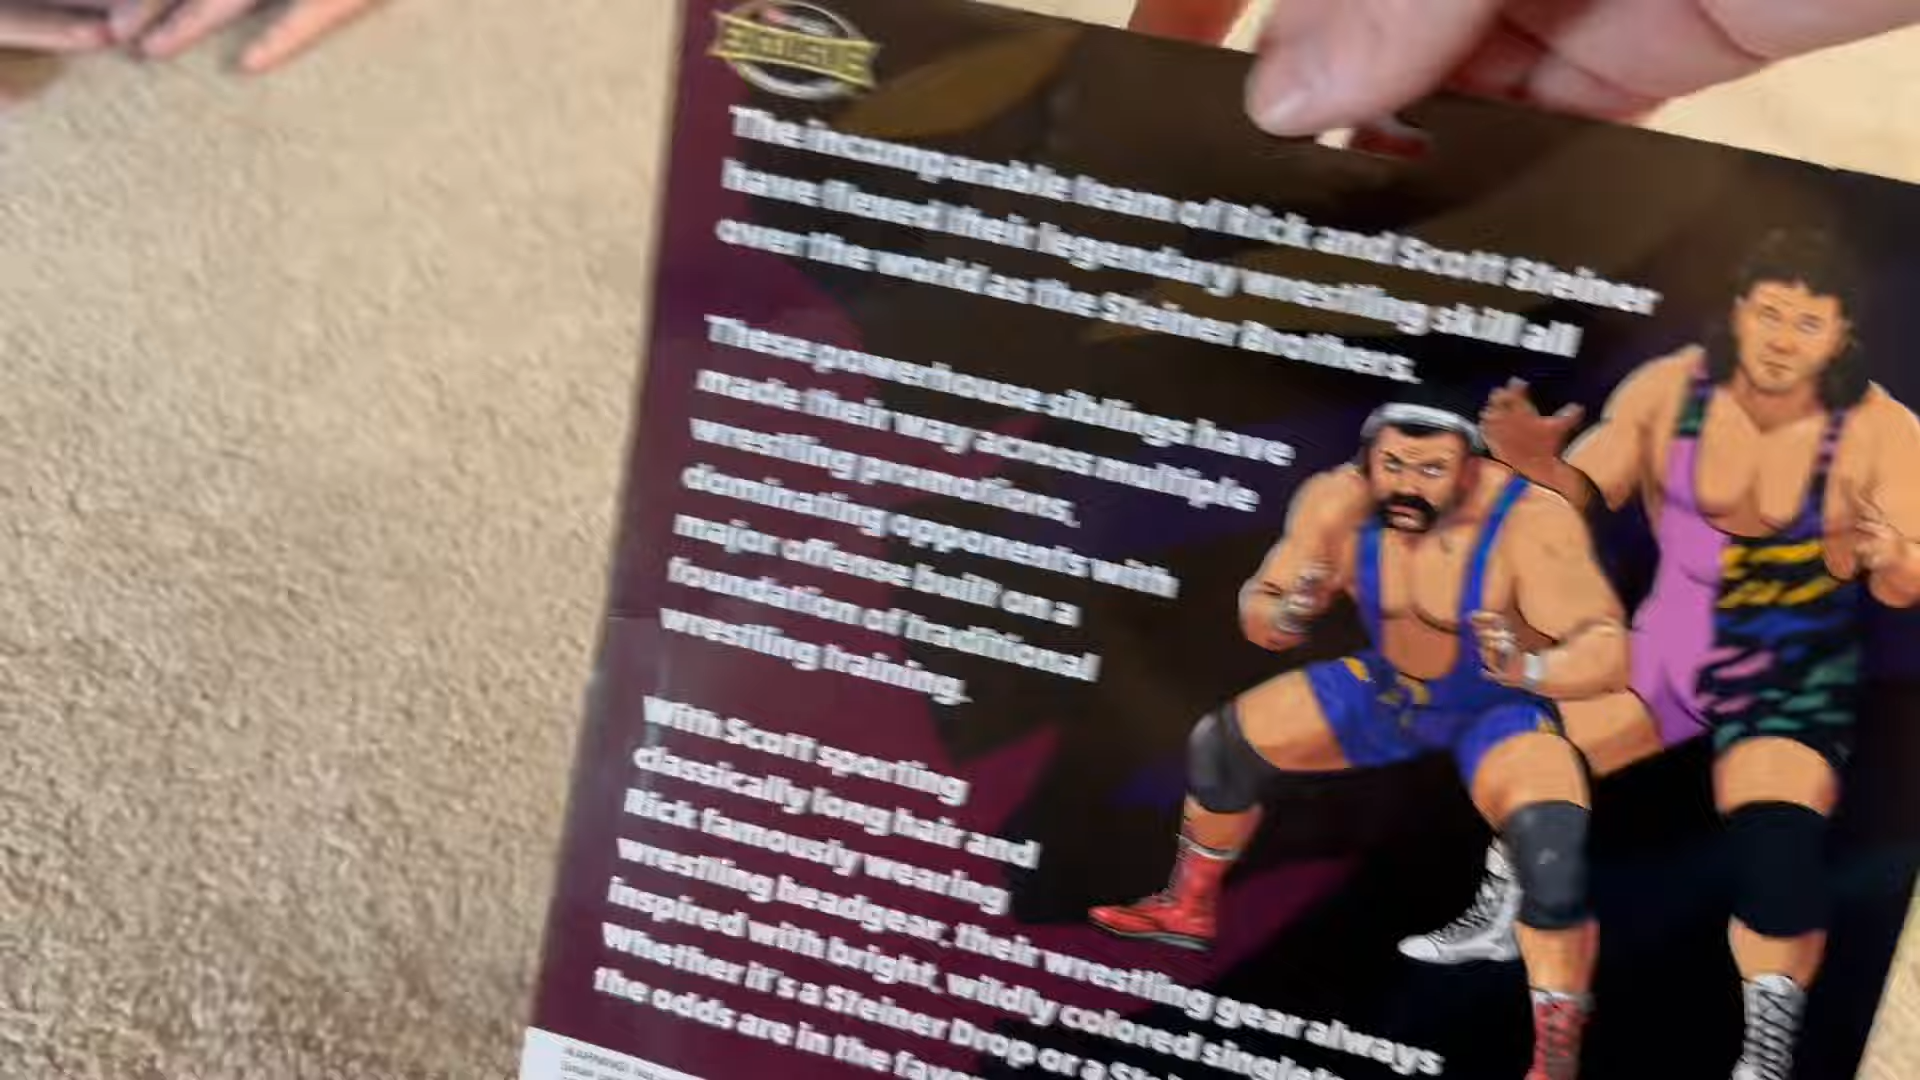 EXCLUSIVE
The incomparable team of Rick and Scott Steiner
have flexed their legendary wrestling skill all
over the world as the Steiner Brothers.
These powerhouse siblings have
made their way across multiple
wrestling promotions,
dominating opponents with
major offense built on a
foundation of traditional
wrestling training.
With Scott sporting
classically long hair and
Rick famously wearing
wrestling headgear, their wrestling gear always
inspired with bright, wildly colored
Whether it's a Steiner Drop or a
the odds are in the
WARNING: